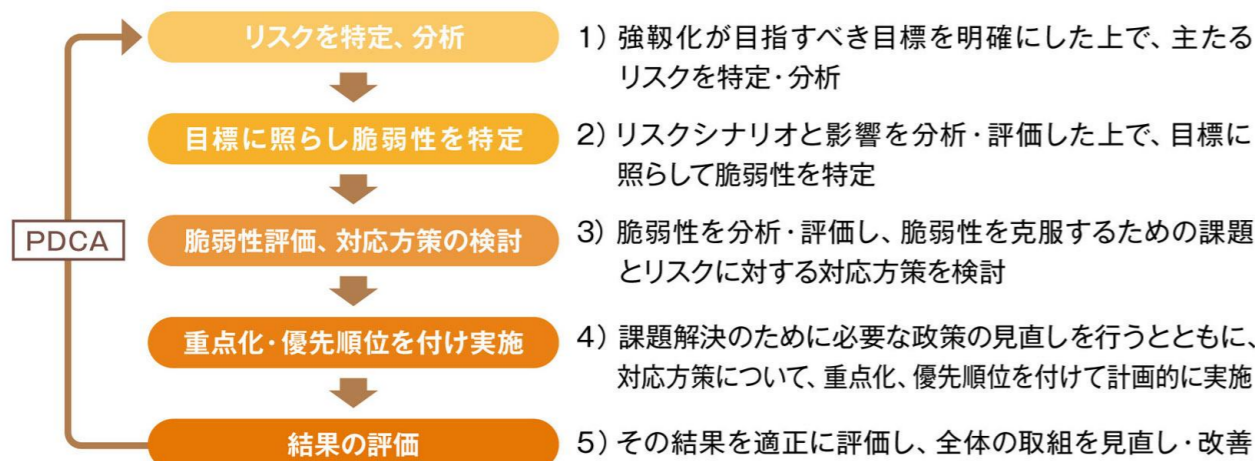 リスクを特定、分析
1）強靱化が目指すべき目標を明確にした上で、主たる
リスクを特定・分析
目標に照らし脆弱性を特定
2）リスクシナリオと影響を分析・評価した上で、目標に
照らして脆弱性を特定
PDCA
脆弱性評価、対応方策の検討
3）脆弱性を分析・評価し、脆弱性を克服するための課題
とリスクに対する対応方策を検討
重点化・優先順位を付け実施
4）課題解決のために必要な政策の見直しを行うとともに、
対応方策について、重点化、優先順位を付けて計画的に実施
結果の評価
5）その結果を適正に評価し、全体の取組を見直し・改善